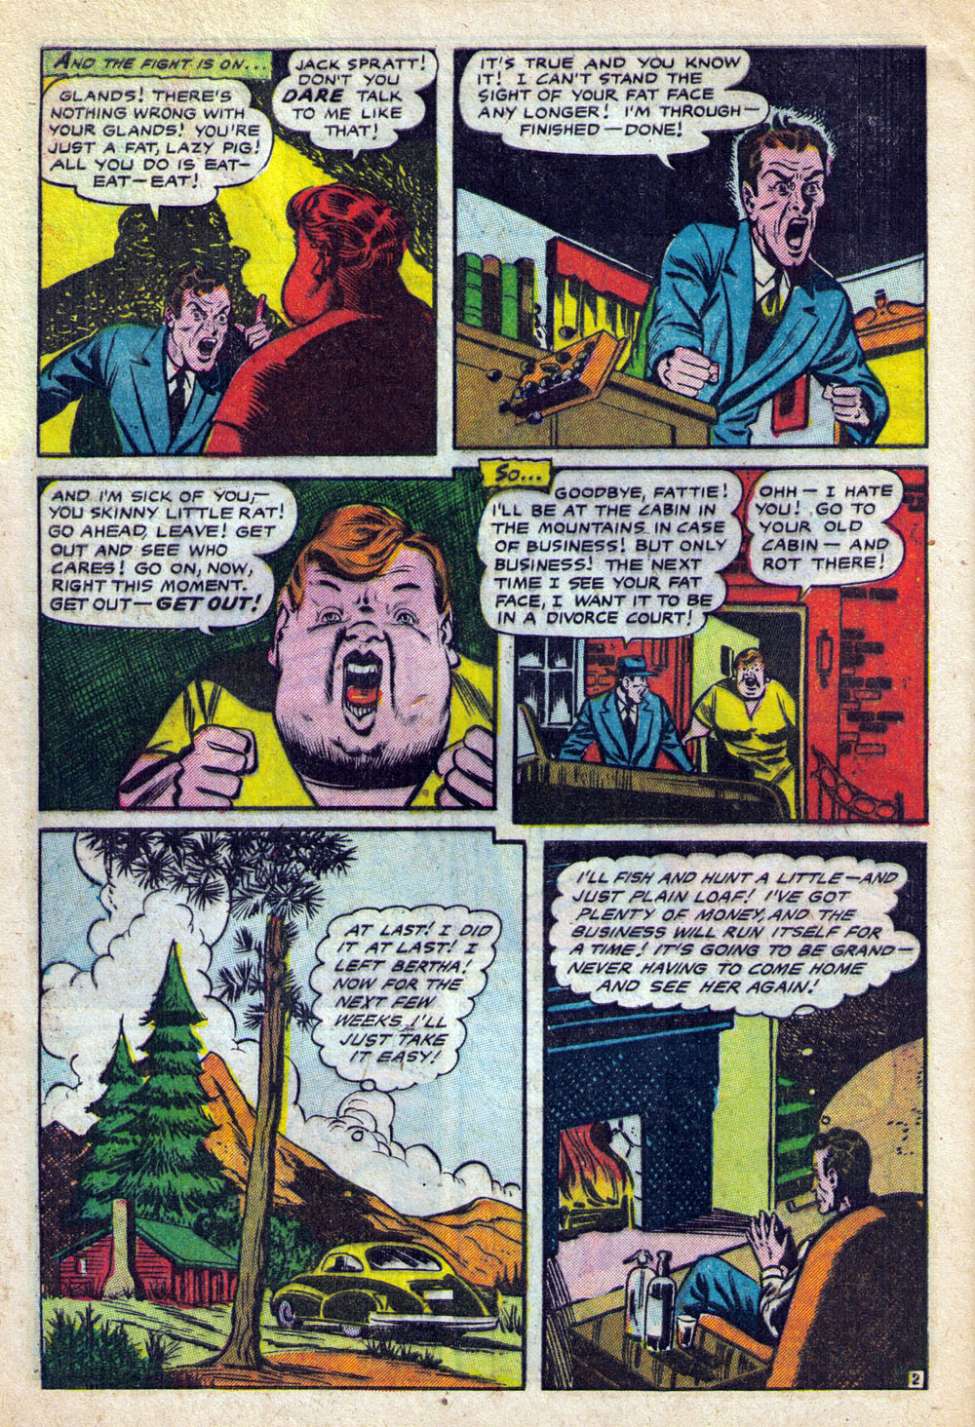 AND THE FIGHT IS ON...
GLANDS! THERE'S
NOTHING WRONG WITH
YOUR GLANDS! YOU'RE
JUST A FAT, LAZY PIG!
ALL YOU DO IS EAT-
EAT-EAT!
JACK SPRATT!
DON'T YOU
DARE TALK
TO ME LIKE
THAT!
IT'S TRUE AND YOU KNOW
IT! I CAN'T STAND THE
SIGHT OF YOUR FAT FACE
ANY LONGER! I'M THROUGH—
FINISHED—DONE!
AND I'M SICK OF YOU,—
YOU SKINNY LITTLE RAT!
GO AHEAD, LEAVE! GET
OUT AND SEE WHO
CARES! GO ON, NOW,
RIGHT THIS MOMENT.
GET OUT—GET OUT!
SO...
GOODBYE, FATTIE!
I'LL BE AT THE CABIN IN
THE MOUNTAINS IN CASE
OF BUSINESS! BUT ONLY
BUSINESS! THE NEXT
TIME I SEE YOUR FAT
FACE, I WANT IT TO BE
IN A DIVORCE COURT!
OHH—I HATE
YOU! GO TO
YOUR OLD
CABIN—AND
ROT THERE!
AT LAST! I DID
IT AT LAST! I
LEFT BERTHA!
NOW FOR THE
NEXT FEW
WEEKS I'LL
JUST TAKE
IT EASY!
I'LL FISH AND HUNT A LITTLE—AND
JUST PLAIN LOAF! I'VE GOT
PLENTY OF MONEY, AND THE
BUSINESS WILL RUN ITSELF FOR
A TIME! IT'S GOING TO BE GRAND—
NEVER HAVING TO COME HOME
AND SEE HER AGAIN!
2